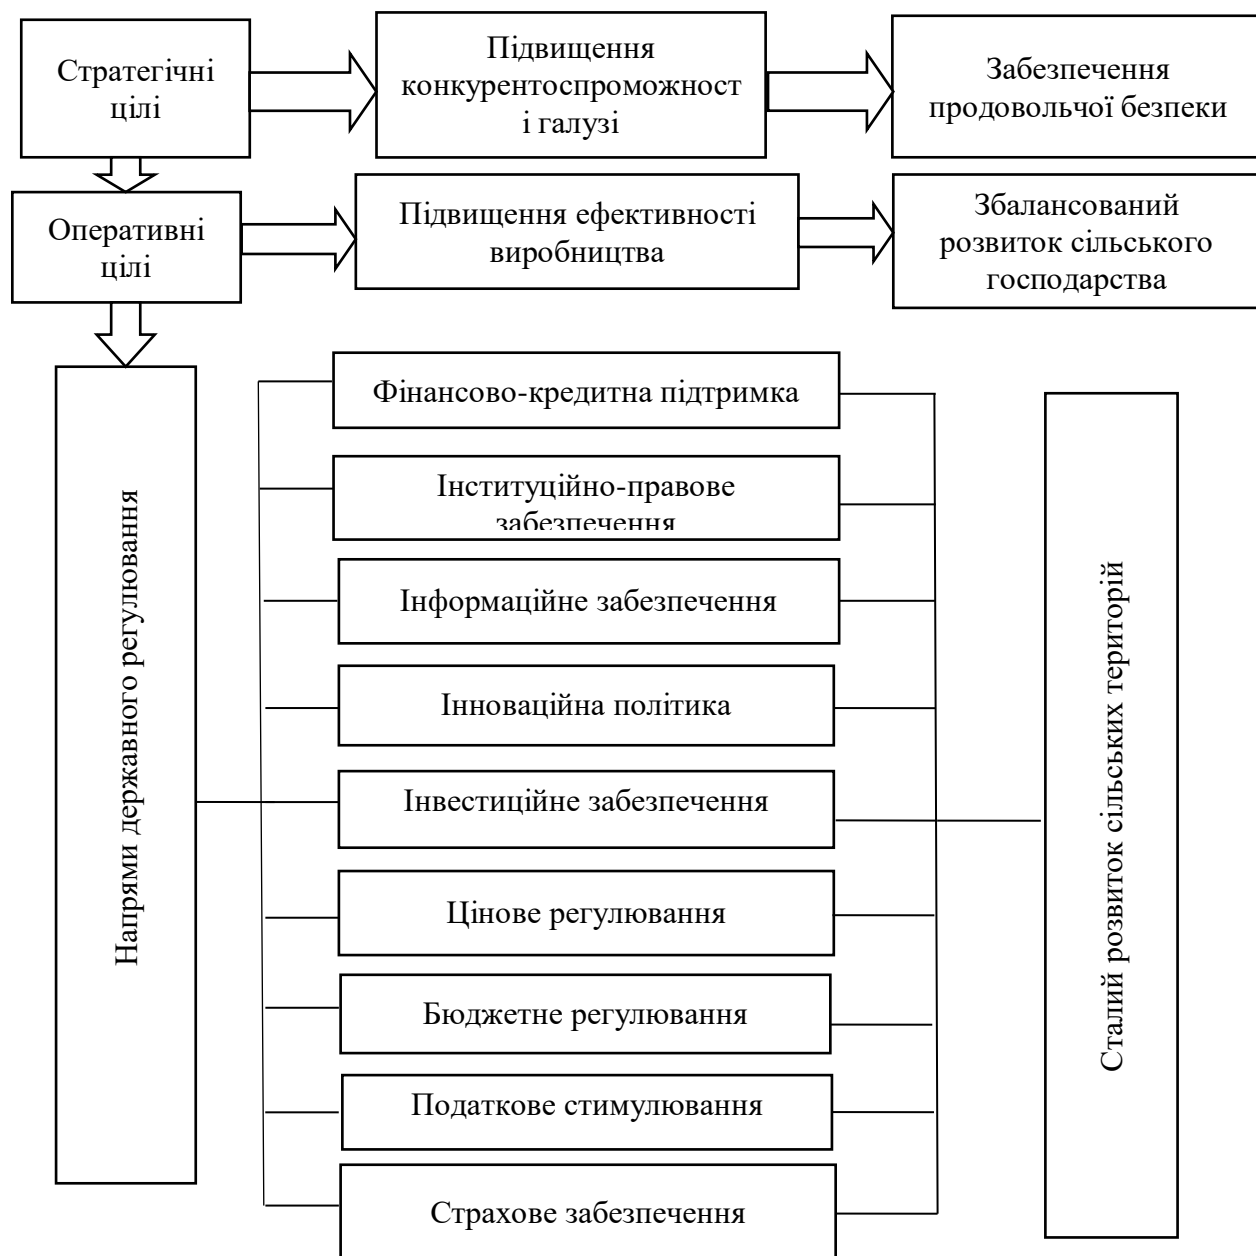 Стратегічні
цілі
Підвищення
конкурентоспроможност
і галузі
Забезпечення
продовольчої безпеки
Оперативні
цілі
Підвищення ефективності
виробництва
Збалансований
розвиток сільського
господарства
Напрями державного регулювання
Фінансово-кредитна підтримка
Інституційно-правове
забезпечення
Інформаційне забезпечення
Інноваційна політика
Інвестиційне забезпечення
Цінове регулювання
Бюджетне регулювання
Податкове стимулювання
Страхове забезпечення
Сталий розвиток сільських територій